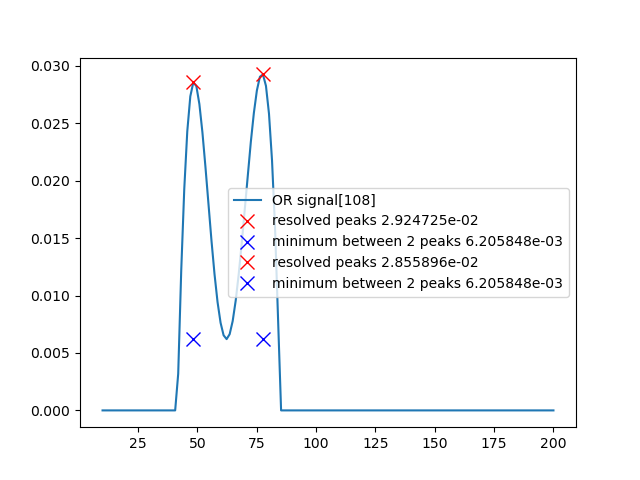 0.030
0.025
0.020
0.015
0.010
0.005
0.000
OR signal[108]
resolved peaks 2.924725e-02
minimum between 2 peaks 6.205848e-03
resolved peaks 2.855896e-02
minimum between 2 peaks 6.205848e-03
25 50 75 100 125 150 175 200